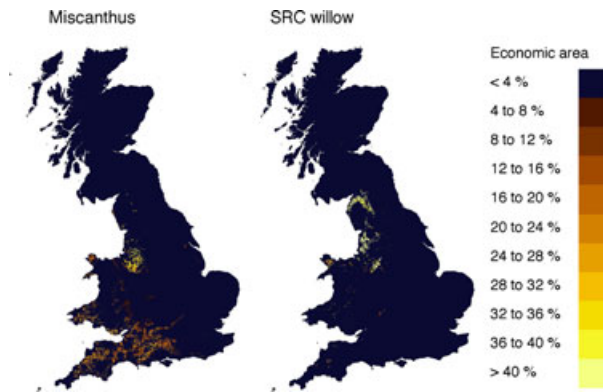 Miscanthus
SRC willow
Economic area
< 4 %
4 to 8 %
8 to 12 %
12 to 16 %
16 to 20 %
20 to 24 %
24 to 28 %
28 to 32 %
32 to 36 %
36 to 40 %
> 40 %